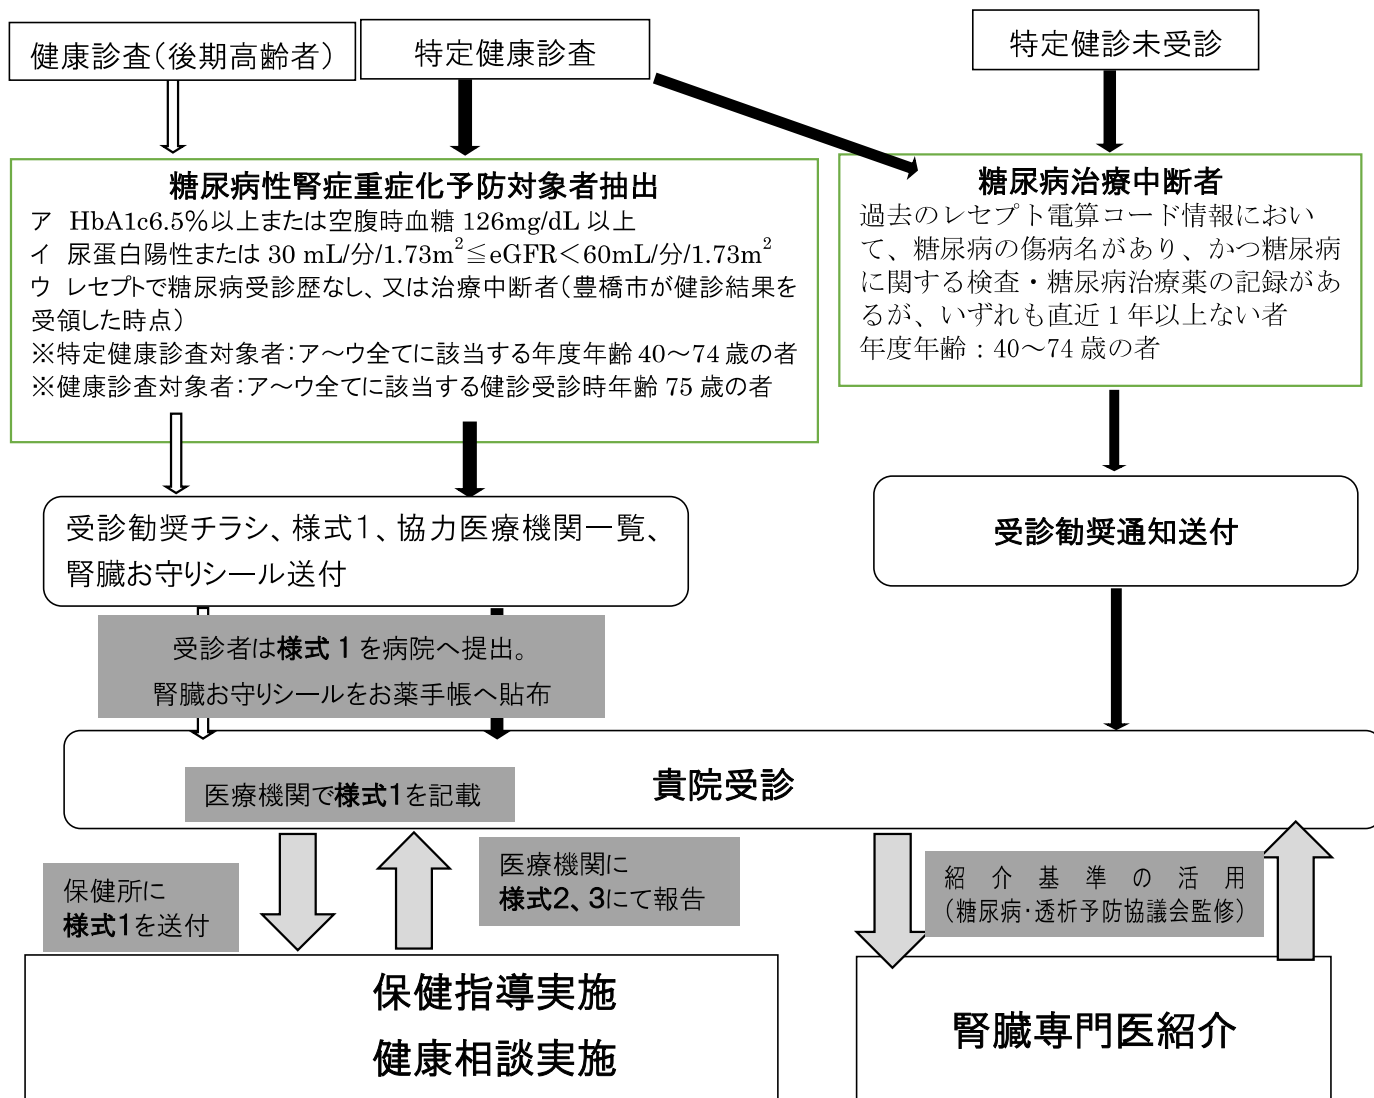 健康診査（後期高齢者）
特定健康診査
特定健診未受診
糖尿病性腎症重症化予防対象者抽出
ア HbA1c6.5％以上または空腹時血糖 126mg/dL 以上
イ 尿蛋白陽性または 30 mL/分/1.73m²≦eGFR＜60mL/分/1.73m²
ウ レセプトで糖尿病受診歴なし、又は治療中断者（豊橋市が健診結果を
受領した時点）
※特定健康診査対象者：ア～ウ全てに該当する年度年齢 40～74 歳の者
※健康診査対象者：ア～ウ全てに該当する健診受診時年齢 75 歳の者
糖尿病治療中断者
過去のレセプト電算コード情報におい
て、糖尿病の傷病名があり、かつ糖尿病
に関する検査・糖尿病治療薬の記録があ
るが、いずれも直近 1 年以上ない者
年度年齢：40～74 歳の者
受診勧奨チラシ、様式1、協力医療機関一覧、
腎臓お守りシール送付
受診勧奨通知送付
受診者は様式 1 を病院へ提出。
腎臓お守りシールをお薬手帳へ貼布
貴院受診
医療機関で様式1を記載
保健所に
様式1を送付
医療機関に
様式2、3にて報告
紹介基準の活用
（糖尿病・透析予防協議会監修）
保健指導実施
健康相談実施
腎臓専門医紹介